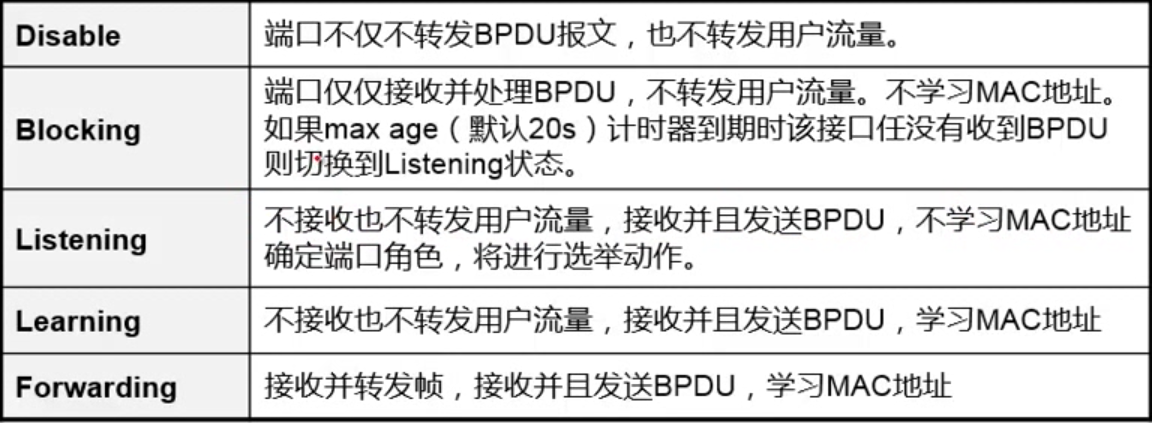 Disable
端口不仅不转发BPDU报文，也不转发用户流量。
Blocking
端口仅仅接收并处理BPDU，不转发用户流量。不学习MAC地址。
如果max age（默认20s）计时器到期时该接口任没有收到BPDU
则切换到Listening状态。
Listening
不接收也不转发用户流量，接收并且发送BPDU，不学习MAC地址
确定端口角色，将进行选举动作。
Learning
不接收也不转发用户流量，接收并且发送BPDU，学习MAC地址
Forwarding
接收并转发帧，接收并且发送BPDU，学习MAC地址